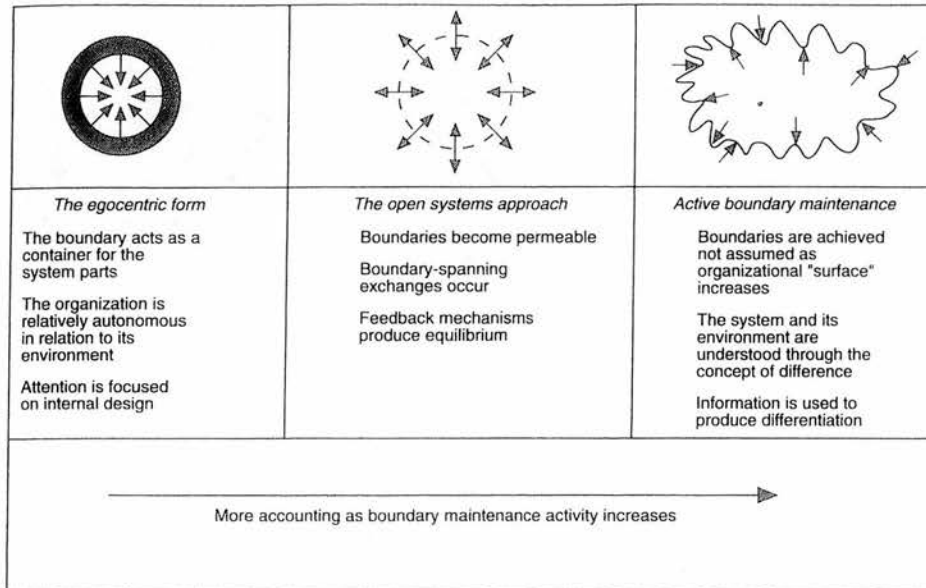 The egocentric form
The boundary acts as a
container for the
system parts
The organization is
relatively autonomous
in relation to its
environment
Attention is focused
on internal design
The open systems approach
Boundaries become permeable
Boundary-spanning
exchanges occur
Feedback mechanisms
produce equilibrium
Active boundary maintenance
Boundaries are achieved
not assumed as
organizational "surface"
increases
The system and its
environment are
understood through the
concept of difference
Information is used to
produce differentiation
More accounting as boundary maintenance activity increases